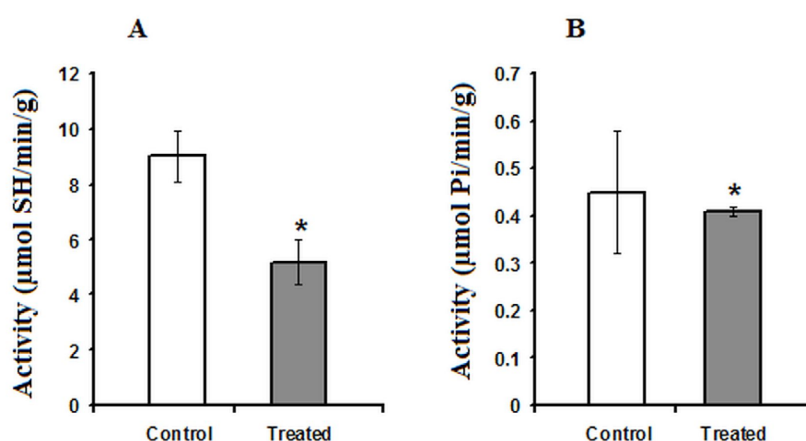 A
Activity (μmol SH/min/g)
12
10
8
6
4
2
0
*
Control Treated
B
Activity (μmol Pi/min/g)
0.7
0.6
0.5
0.4
0.3
0.2
0.1
0
*
Control Treated